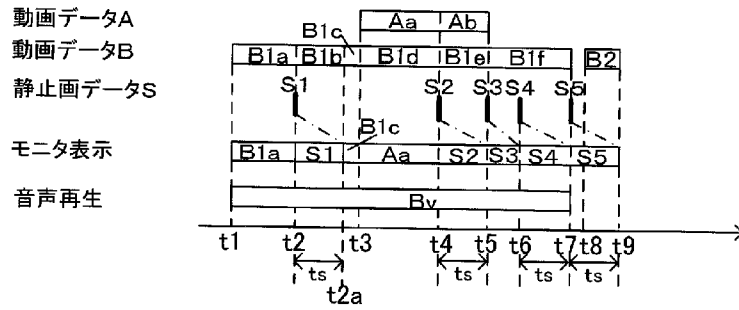 動画データA Aa Ab
B1c
動画データB B1a B1b B1d B1e B1f B2
静止画データS S1 S2 S3 S4 S5
B1c
モニタ表示 B1a S1 Aa S2 S3 S4 S5
音声再生 Bv
t1 t2 t3 t4 t5 t6 t7 t8 t9
ts ts ts ts
t2a